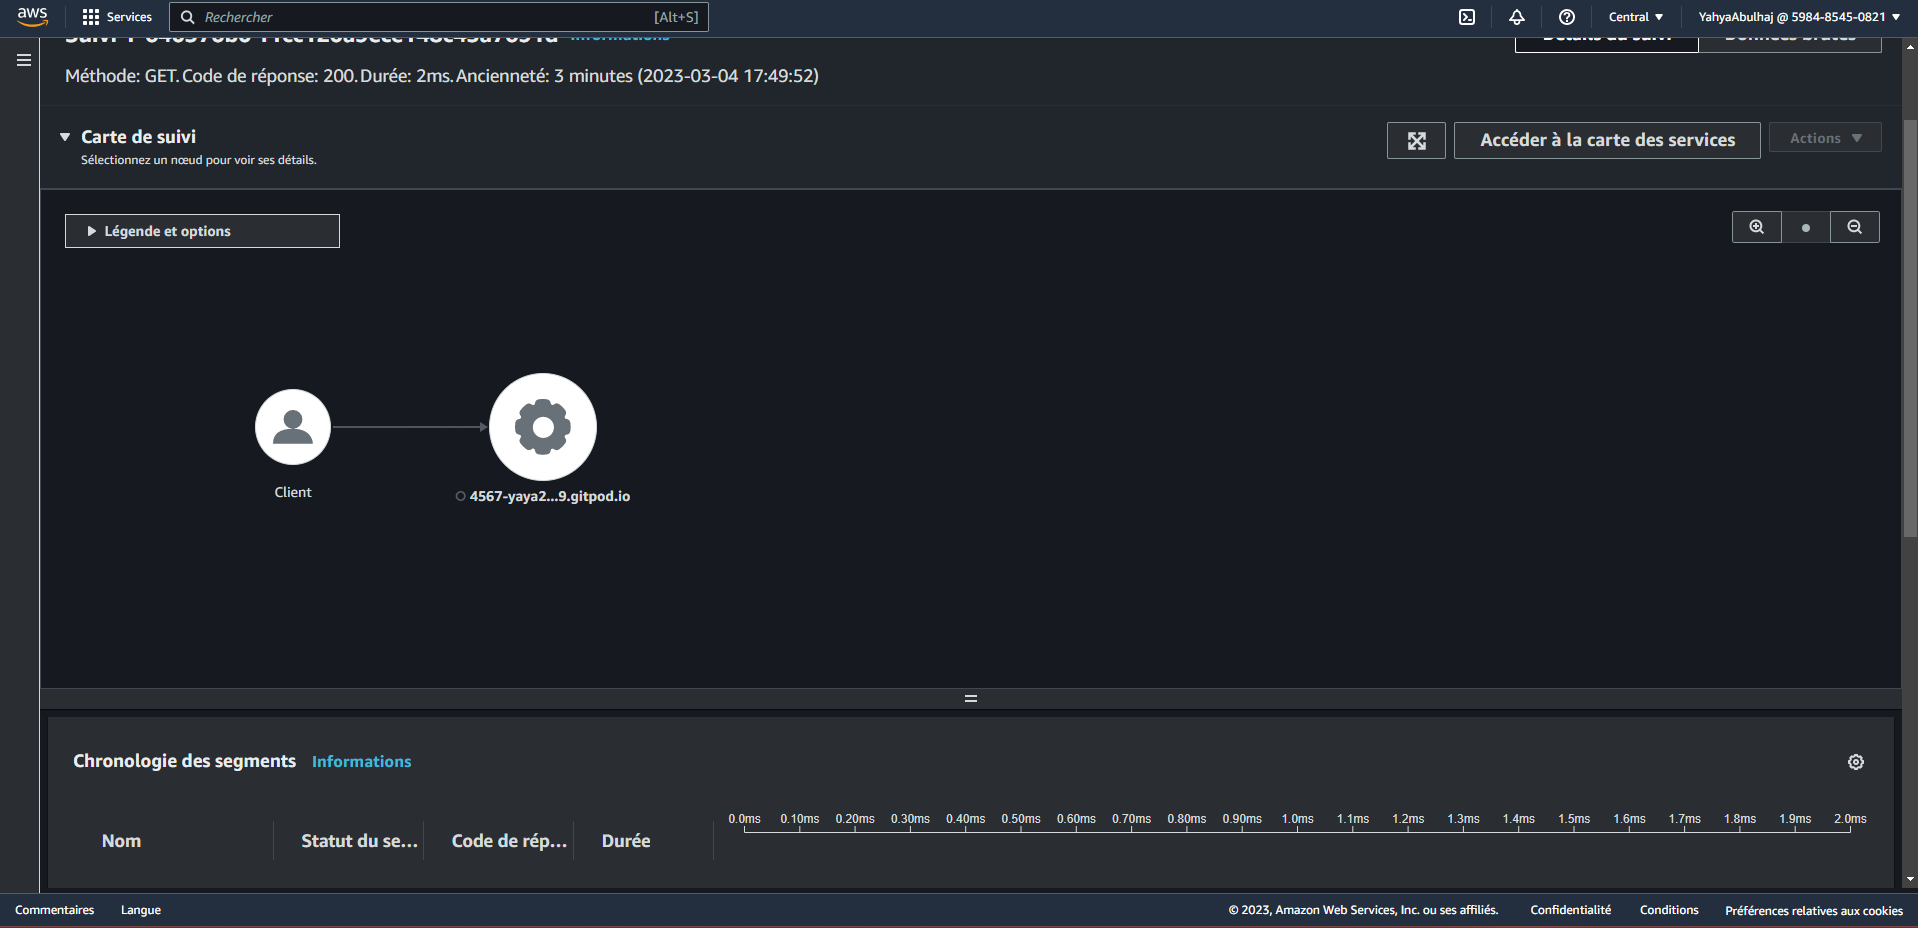 aws
Services
Rechercher
[Alt+S]
Central
YahyaAbulhaj @ 5984-8545-0821
Informations
Détails du suivi
Données brutes
Méthode: GET. Code de réponse: 200. Durée: 2ms. Ancienneté: 3 minutes (2023-03-04 17:49:52)
Carte de suivi
Sélectionnez un nœud pour voir ses détails.
Accéder à la carte des services
Actions
Légende et options
Client
4567-yaya2...9.gitpod.io
Chronologie des segments Informations
Nom
Statut du se...
Code de rép...
Durée
0.0ms 0.10ms 0.20ms 0.30ms 0.40ms 0.50ms 0.60ms 0.70ms 0.80ms 0.90ms 1.0ms 1.1ms 1.2ms 1.3ms 1.4ms 1.5ms 1.6ms 1.7ms 1.8ms 1.9ms 2.0ms
Commentaires
Langue
© 2023, Amazon Web Services, Inc. ou ses affiliés.
Confidentialité
Conditions
Préférences relatives aux cookies